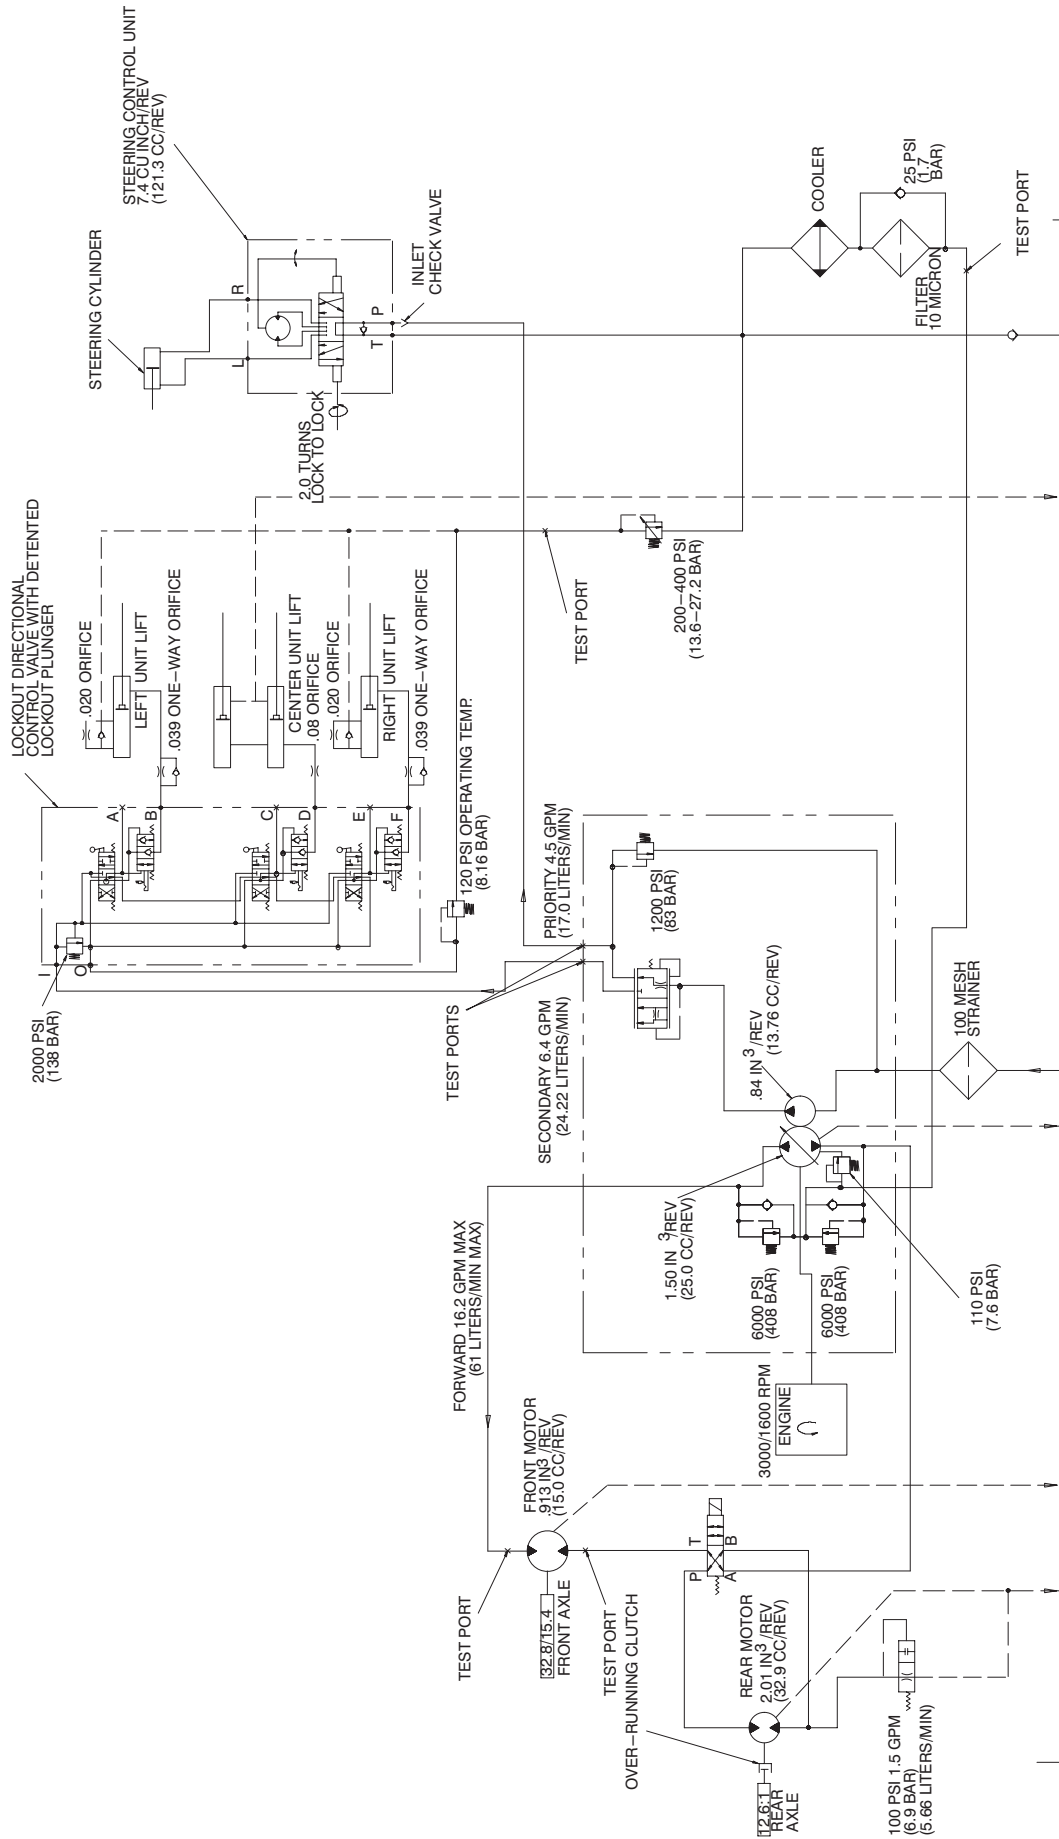 STEERING CYLINDER
STEERING CONTROL UNIT
7.4 CU INCH/REV
(121.3 CC/REV)
L
R
T
P
INLET
CHECK VALVE
2.0 TURNS
LOCK TO LOCK
COOLER
25 PSI
(1.7
BAR)
FILTER
10 MICRON
TEST PORT
LOCKOUT DIRECTIONAL
CONTROL VALVE WITH DETENTED
LOCKOUT PLUNGER
.020 ORIFICE
LEFT UNIT LIFT
.039 ONE-WAY ORIFICE
CENTER UNIT LIFT
.08 ORIFICE
.020 ORIFICE
RIGHT UNIT LIFT
.039 ONE-WAY ORIFICE
A
B
C
D
E
F
I
O
2000 PSI
(138 BAR)
120 PSI OPERATING TEMP.
(8.16 BAR)
TEST PORT
200-400 PSI
(13.6-27.2 BAR)
TEST PORTS
SECONDARY 6.4 GPM
(24.22 LITERS/MIN)
PRIORITY 4.5 GPM
(17.0 LITERS/MIN)
1200 PSI
(83 BAR)
.84 IN 3 /REV
(13.76 CC/REV)
100 MESH
STRAINER
FORWARD 16.2 GPM MAX
(61 LITERS/MIN MAX)
1.50 IN 3 /REV
(25.0 CC/REV)
6000 PSI
(408 BAR)
6000 PSI
(408 BAR)
110 PSI
(7.6 BAR)
3000/1600 RPM
ENGINE
TEST PORT
FRONT MOTOR
.913 IN3 /REV
(15.0 CC/REV)
32.8/15.4
FRONT AXLE
TEST PORT
P
T
A
B
OVER-RUNNING CLUTCH
REAR MOTOR
2.01 IN3 /REV
(32.9 CC/REV)
12.6:1
REAR
AXLE
100 PSI 1.5 GPM
(6.9 BAR)
(5.66 LITERS/MIN)